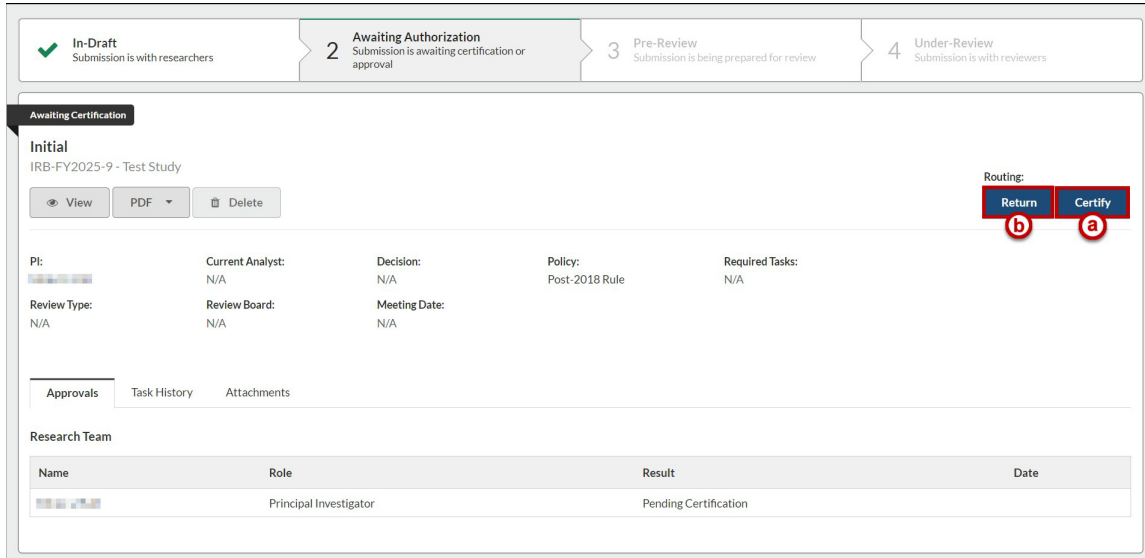 In-Draft
Submission is with researchers
2
Awaiting Authorization
Submission is awaiting certification or
approval
3
Pre-Review
Submission is being prepared for review
4
Under-Review
Submission is with reviewers
Awaiting Certification
Initial
IRB-FY2025-9 - Test Study
View
PDF
Delete
Routing:
Return
Certify
b
a
PI:
Current Analyst:
N/A
Decision:
N/A
Policy:
Post-2018 Rule
Required Tasks:
N/A
Review Type:
N/A
Review Board:
N/A
Meeting Date:
N/A
Approvals
Task History
Attachments
Research Team
Name Role Result Date
Principal Investigator Pending Certification